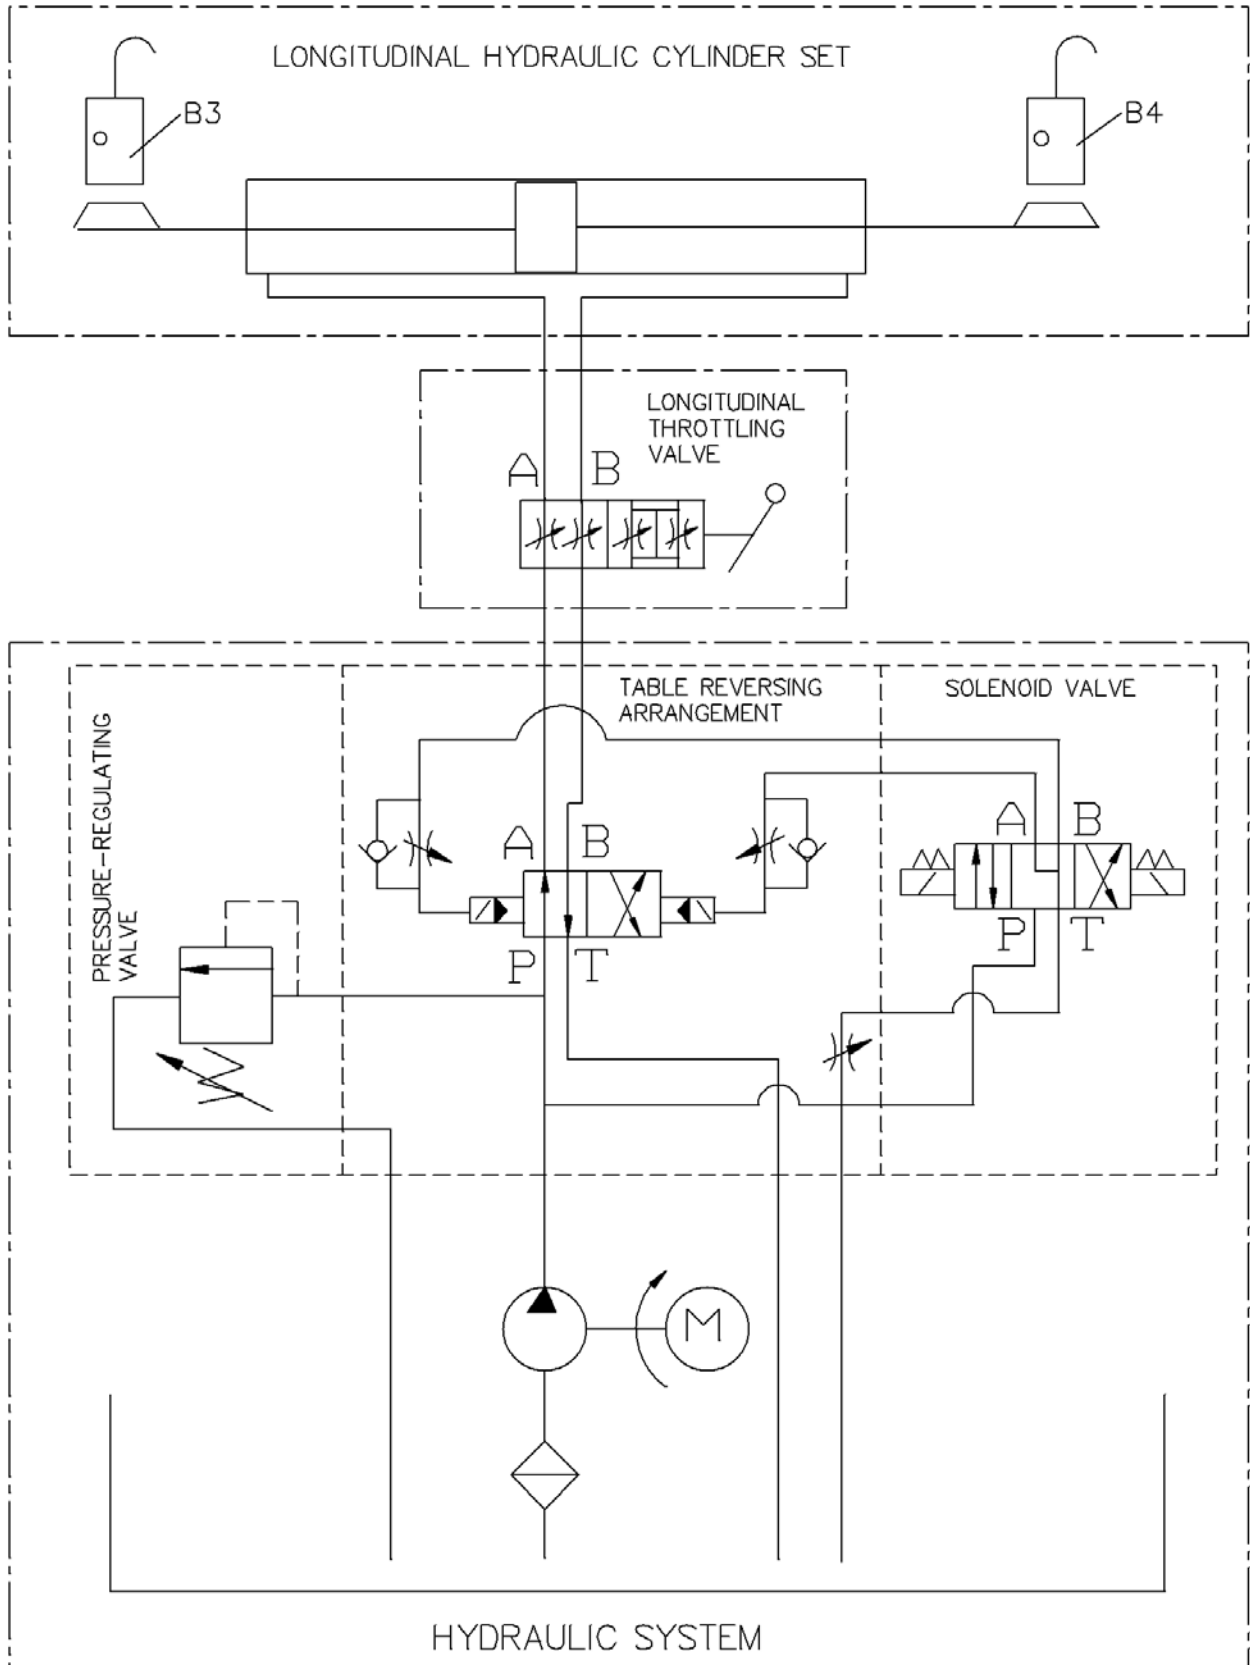 LONGITUDINAL HYDRAULIC CYLINDER SET
B3
B4
LONGITUDINAL
THROTTLING
VALVE
A
B
TABLE REVERSING
ARRANGEMENT
SOLENOID VALVE
PRESSURE-REGULATING
VALVE
A
B
A
B
P
T
P
T
M
HYDRAULIC SYSTEM